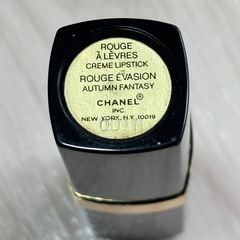 ROUGE
À LÈVRES
CRÈME LIPSTICK
ROUGE ÉVASION
AUTUMN FANTASY
CHANEL®
INC.
NEW YORK, N.Y. 10019